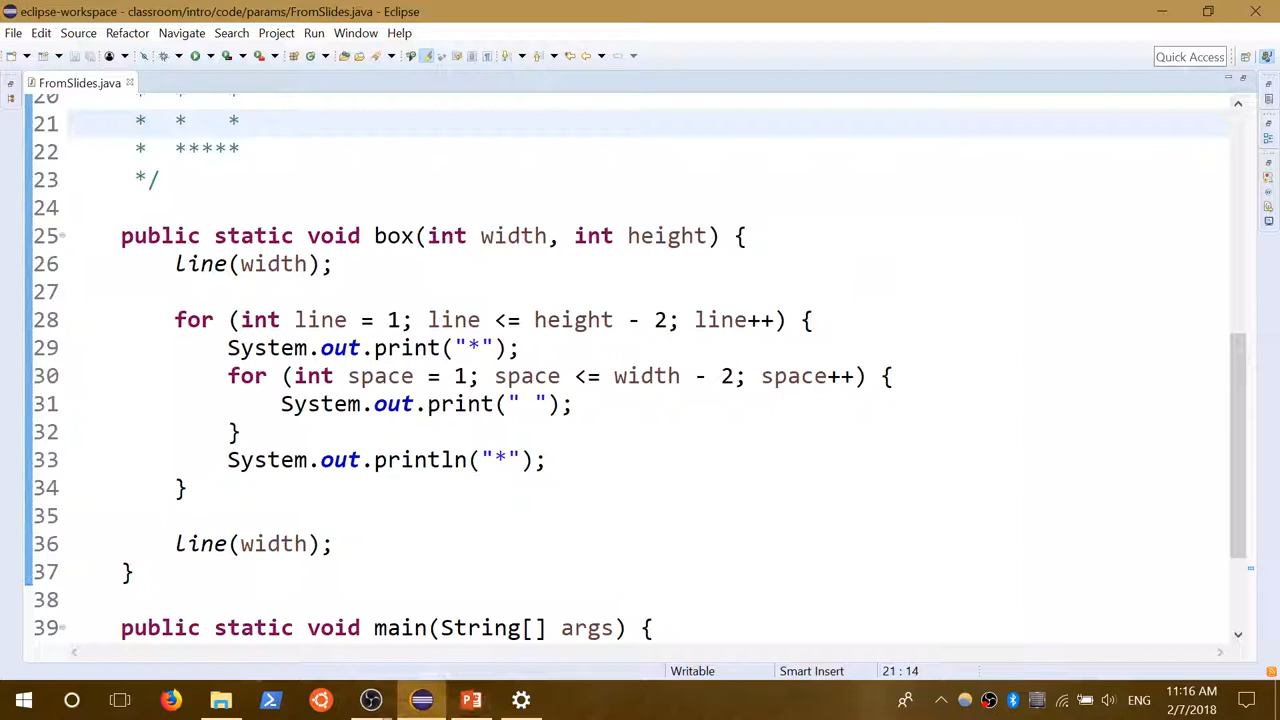 eclipse-workspace - classroom/intro/code/params/FromSlides.java - Eclipse
File Edit Source Refactor Navigate Search Project Run Window Help
Quick Access
FromSlides.java
20 * * *
21 * * *
22 * *****
23 */
24
25 public static void box(int width, int height) {
26 line(width);
27
28 for (int line = 1; line <= height - 2; line++) {
29 System.out.print("*");
30 for (int space = 1; space <= width - 2; space++) {
31 System.out.print(" ");
32 }
33 System.out.println("*");
34 }
35
36 line(width);
37 }
38
39 public static void main(String[] args) {
Writable Smart Insert 21 : 14
ENG
11:16 AM
2/7/2018